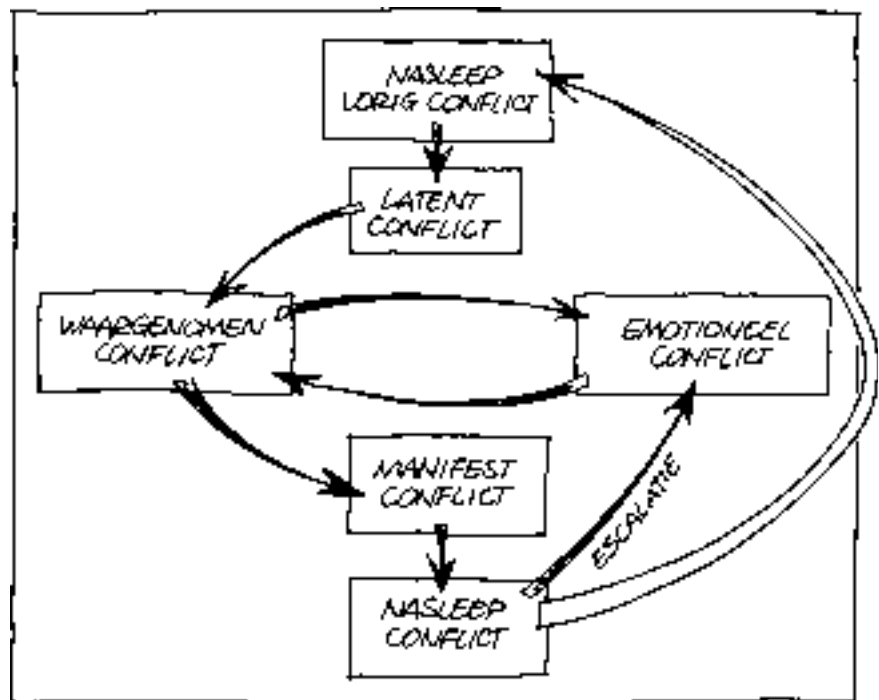 NASLEEP
VORIG CONFLICT
LATENT
CONFLICT
WAARGENOMEN
CONFLICT
EMOTIONEEL
CONFLICT
MANIFEST
CONFLICT
ESCALATIE
NASLEEP
CONFLICT